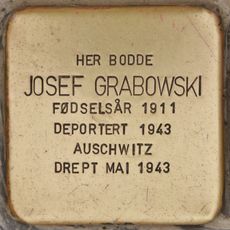 HER BODDE
JOSEF GRABOWSKI
FØDSELSÅR 1911
DEPORTERT 1943
AUSCHWITZ
DREPT MAI 1943